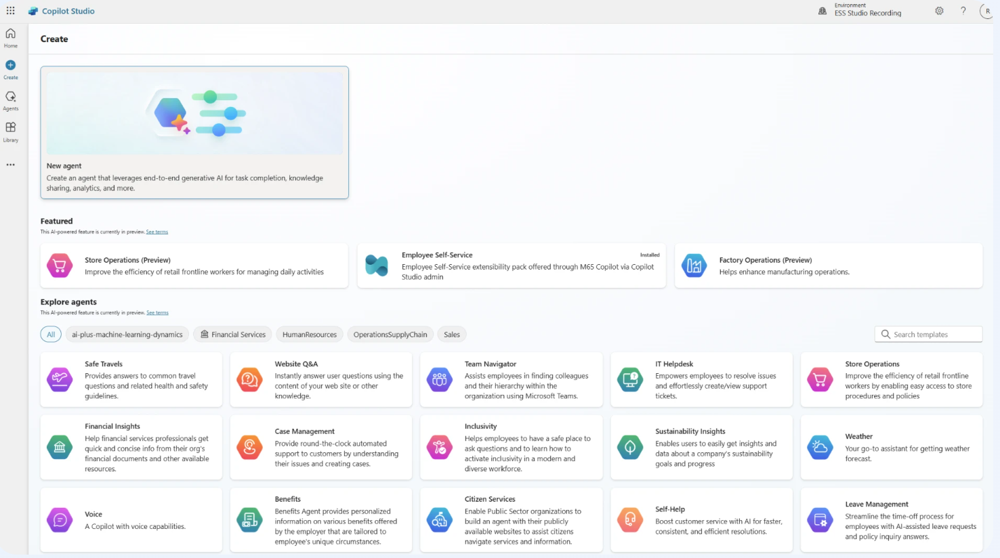 Copilot Studio
Environment
ESS Studio Recording
?
R
Home
Create
Agents
Library
Create
New agent
Create an agent that leverages end-to-end generative AI for task completion, knowledge
sharing, analytics, and more.
Featured
This AI-powered feature is currently in preview. See terms
Store Operations (Preview)
Improve the efficiency of retail frontline workers for managing daily activities
Employee Self-Service
Installed
Employee Self-Service extensibility pack offered through M65 Copilot via Copilot
Studio admin
Factory Operations (Preview)
Helps enhance manufacturing operations.
Explore agents
This AI-powered feature is currently in preview. See terms
All
ai-plus-machine-learning-dynamics
Financial Services
HumanResources
OperationsSupplyChain
Sales
Search templates
Safe Travels
Provides answers to common travel
questions and related health and safety
guidelines.
Website Q&A
Instantly answer user questions using the
content of your web site or other
knowledge.
Team Navigator
Assists employees in finding colleagues
and their hierarchy within the
organization using Microsoft Teams.
IT Helpdesk
Empowers employees to resolve issues
and effortlessly create/view support
tickets.
Store Operations
Improve the efficiency of retail frontline
workers by enabling easy access to store
procedures and policies
Financial Insights
Help financial services professionals get
quick and concise info from their org's
financial documents and other available
resources.
Case Management
Provide round-the-clock automated
support to customers by understanding
their issues and creating cases.
Inclusivity
Helps employees to have a safe place to
ask questions and to learn how to
activate inclusivity in a modern and
diverse workforce.
Sustainability Insights
Enables users to easily get insights and
data about a company's sustainability
goals and progress
Weather
Your go-to assistant for getting weather
forecast.
Voice
A Copilot with voice capabilities.
Benefits
Benefits Agent provides personalized
information on various benefits offered
by the employer that are tailored to
employee's unique circumstances.
Citizen Services
Enable Public Sector organizations to
build an agent with their publicly
available websites to assist citizens
navigate services and information.
Self-Help
Boost customer service with AI for faster,
consistent, and efficient resolutions.
Leave Management
Streamline the time-off process for
employees with AI-assisted leave requests
and policy inquiry answers.